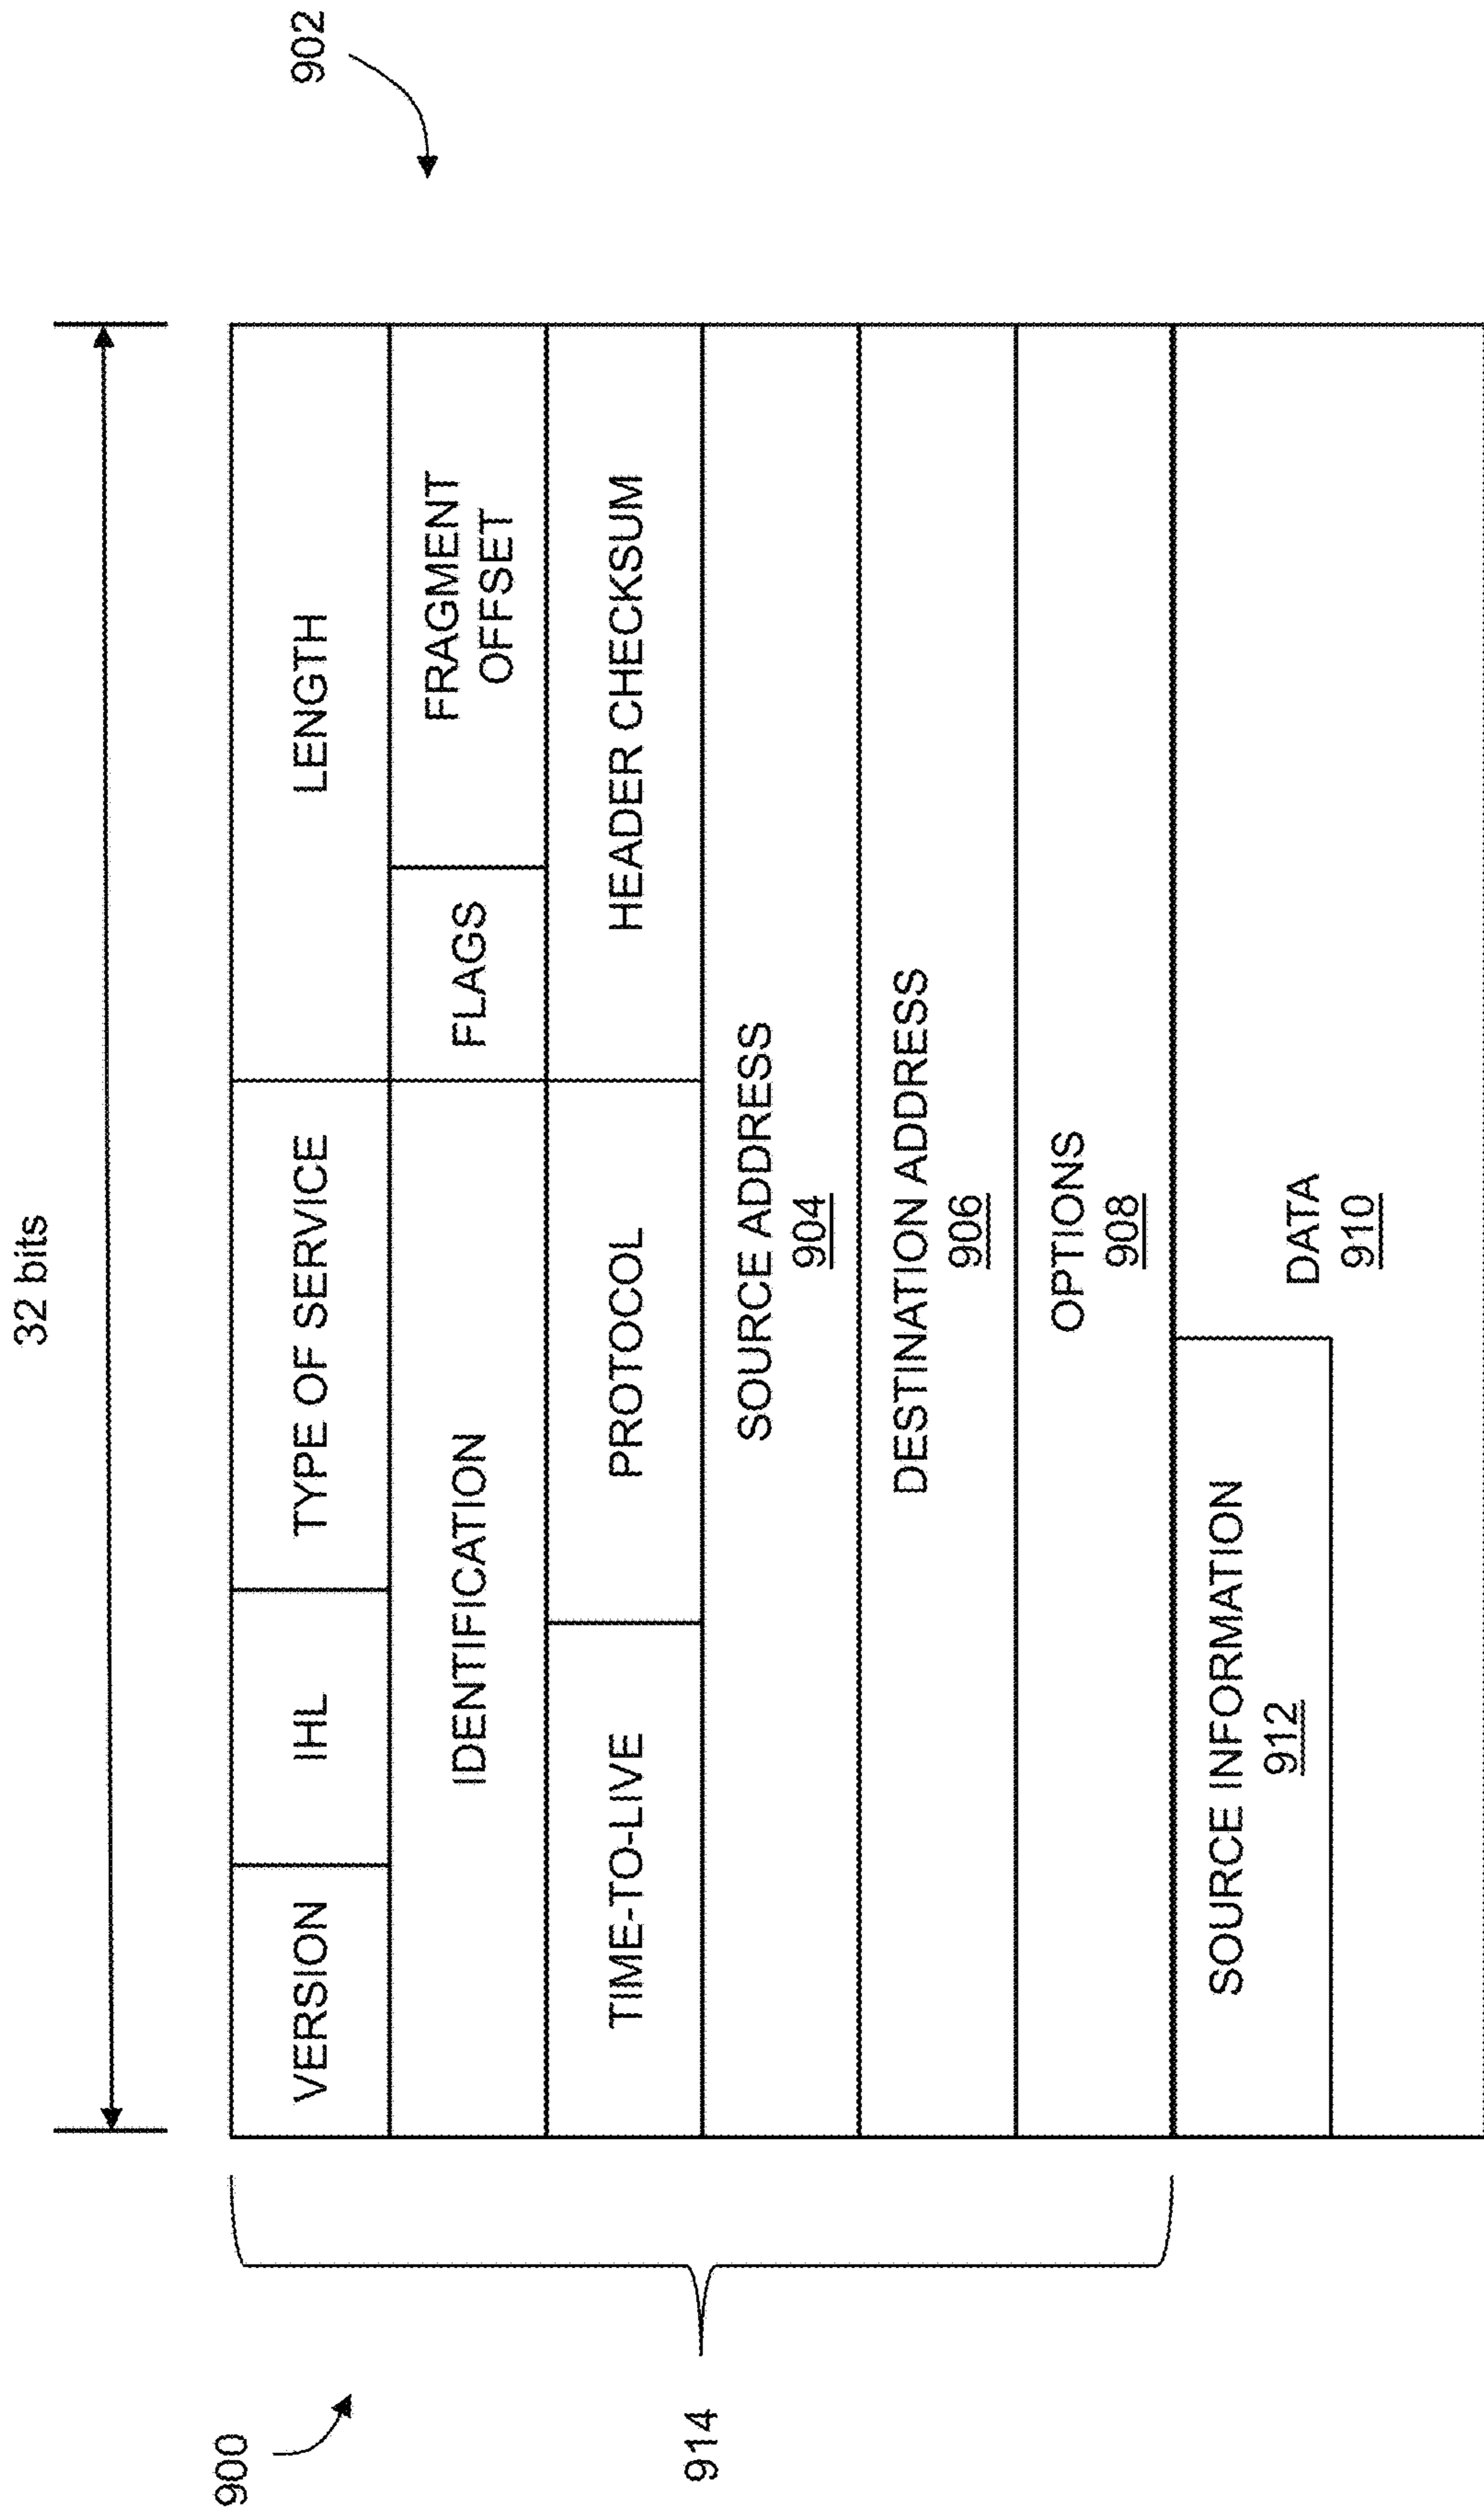 32 bits
902
900
VERSION
IHL
TYPE OF SERVICE
LENGTH
IDENTIFICATION
FLAGS
FRAGMENT
OFFSET
TIME-TO-LIVE
PROTOCOL
HEADER CHECKSUM
914
SOURCE ADDRESS
904
DESTINATION ADDRESS
906
OPTIONS
908
SOURCE INFORMATION
912
DATA
910